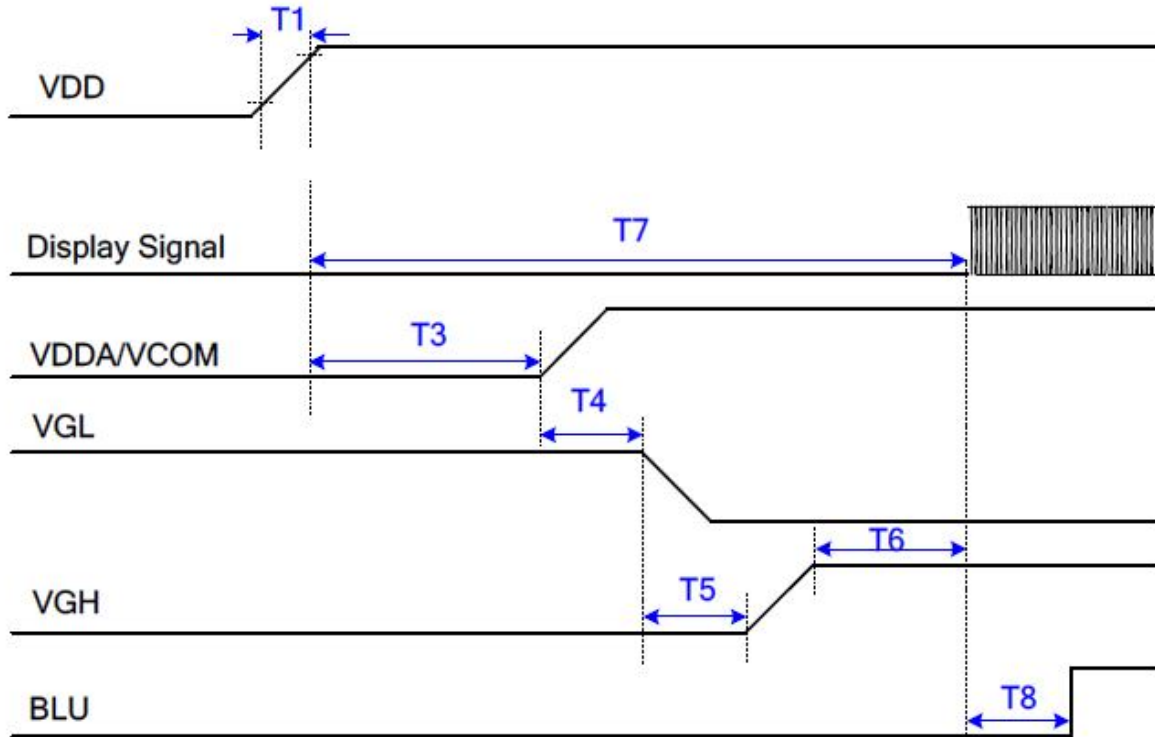 T1
VDD
T7
Display Signal
T3
VDDA/VCOM
T4
VGL
T6
T5
VGH
T8
BLU